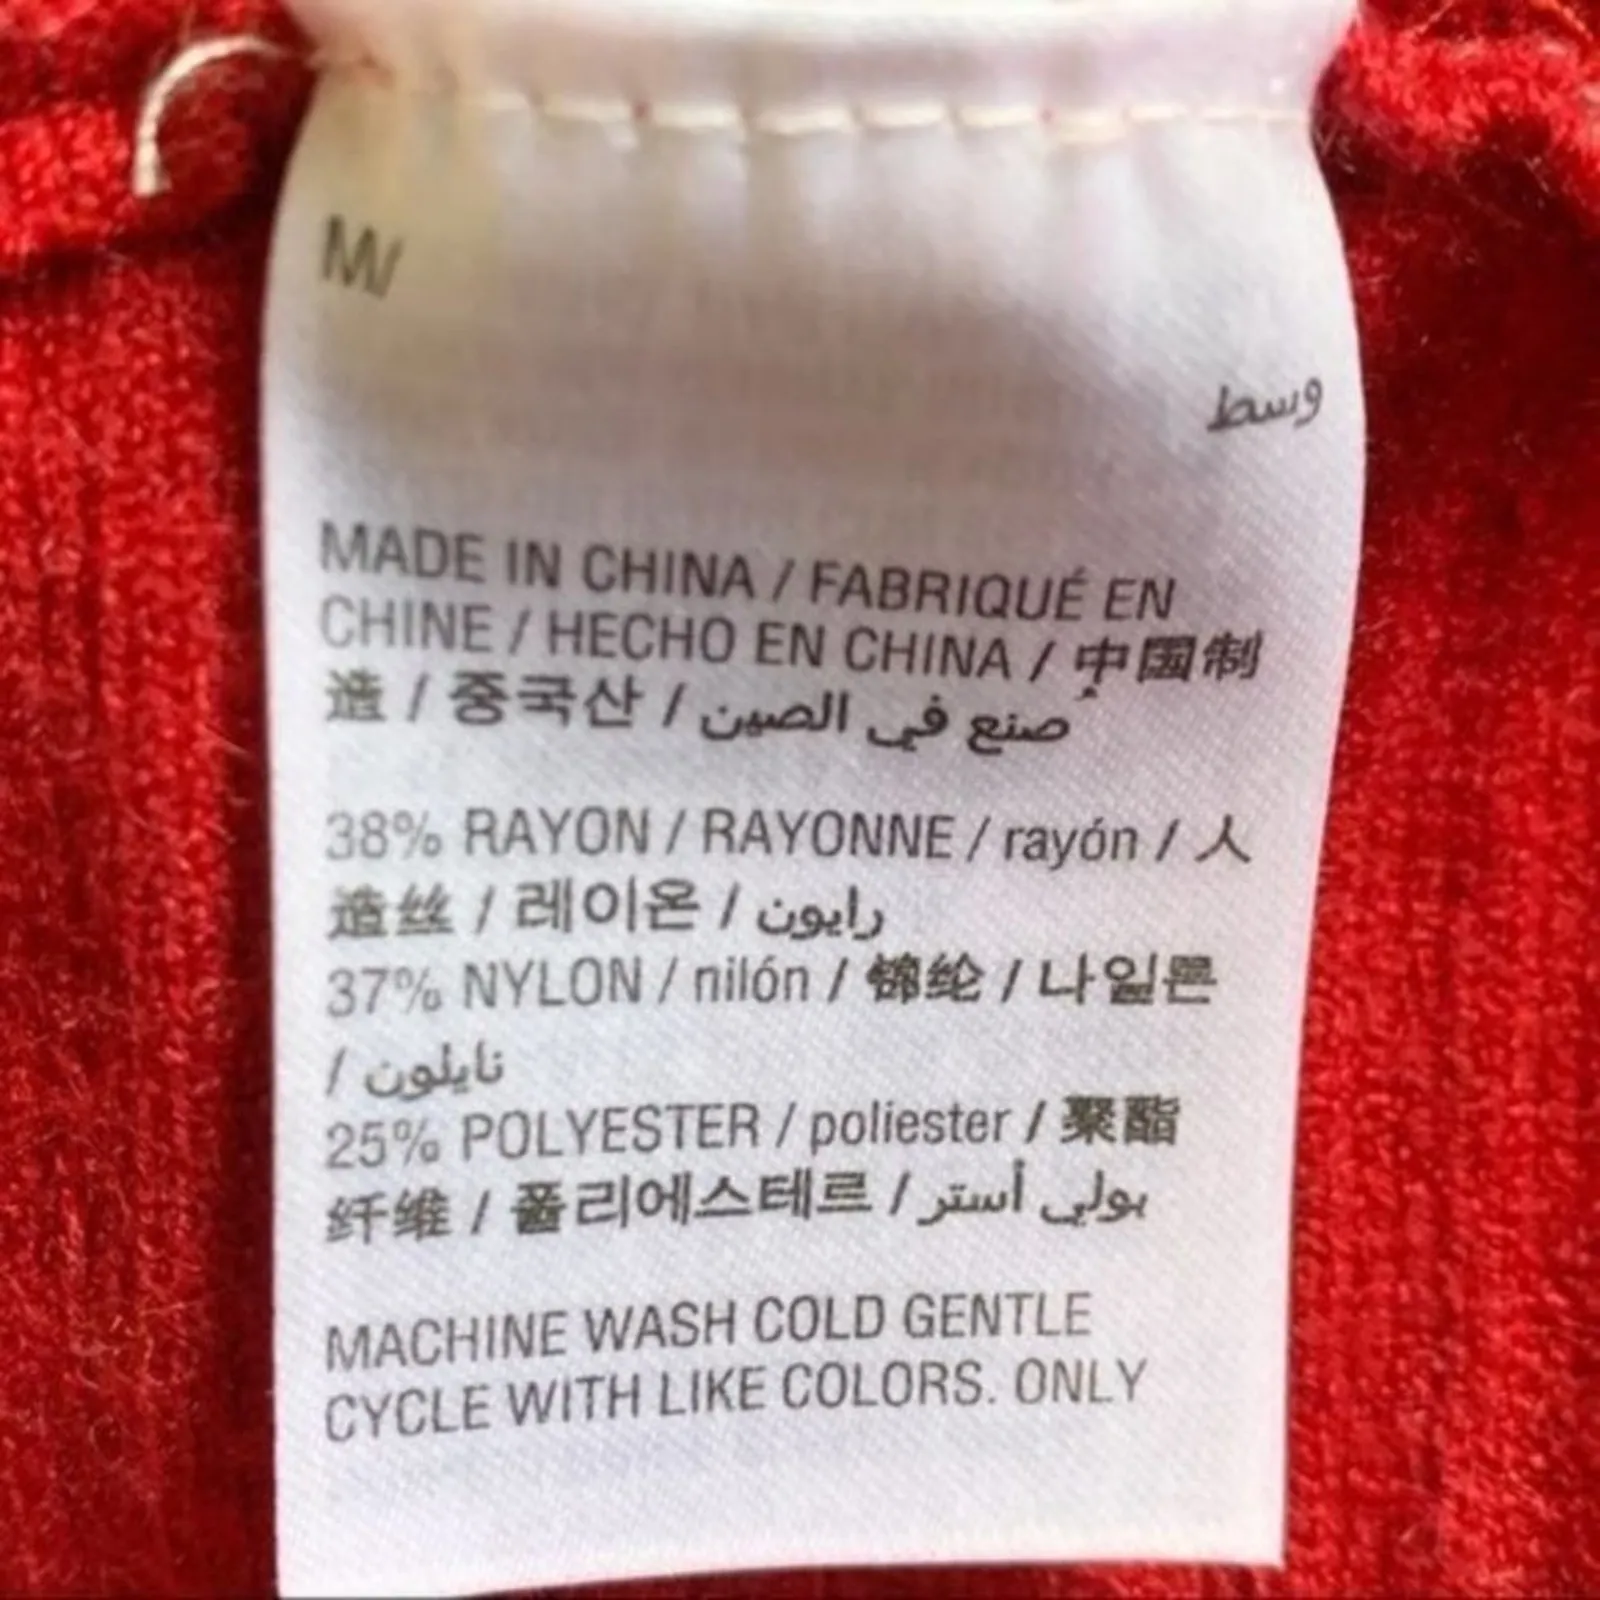 M/
وسط
MADE IN CHINA / FABRIQUÉ EN
CHINE / HECHO EN CHINA / 中国制
造 / 중국산 / صنع في الصين
38% RAYON / RAYONNE / rayón / 人
造丝 / 레이온 / رايون
37% NYLON / nilón / 锦纶 / 나일론
/ نايلون
25% POLYESTER / poliester / 聚酯
纤维 / 폴리에스테르 / بولي أستر
MACHINE WASH COLD GENTLE
CYCLE WITH LIKE COLORS. ONLY